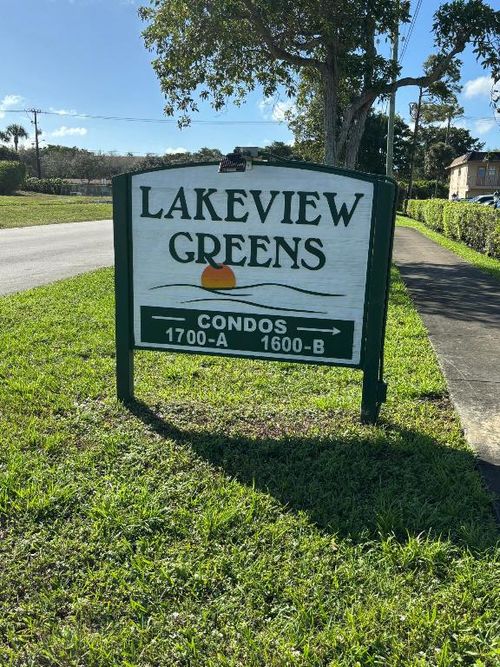 LAKEVIEW
GREENS
CONDOS
1700-A 1600-B